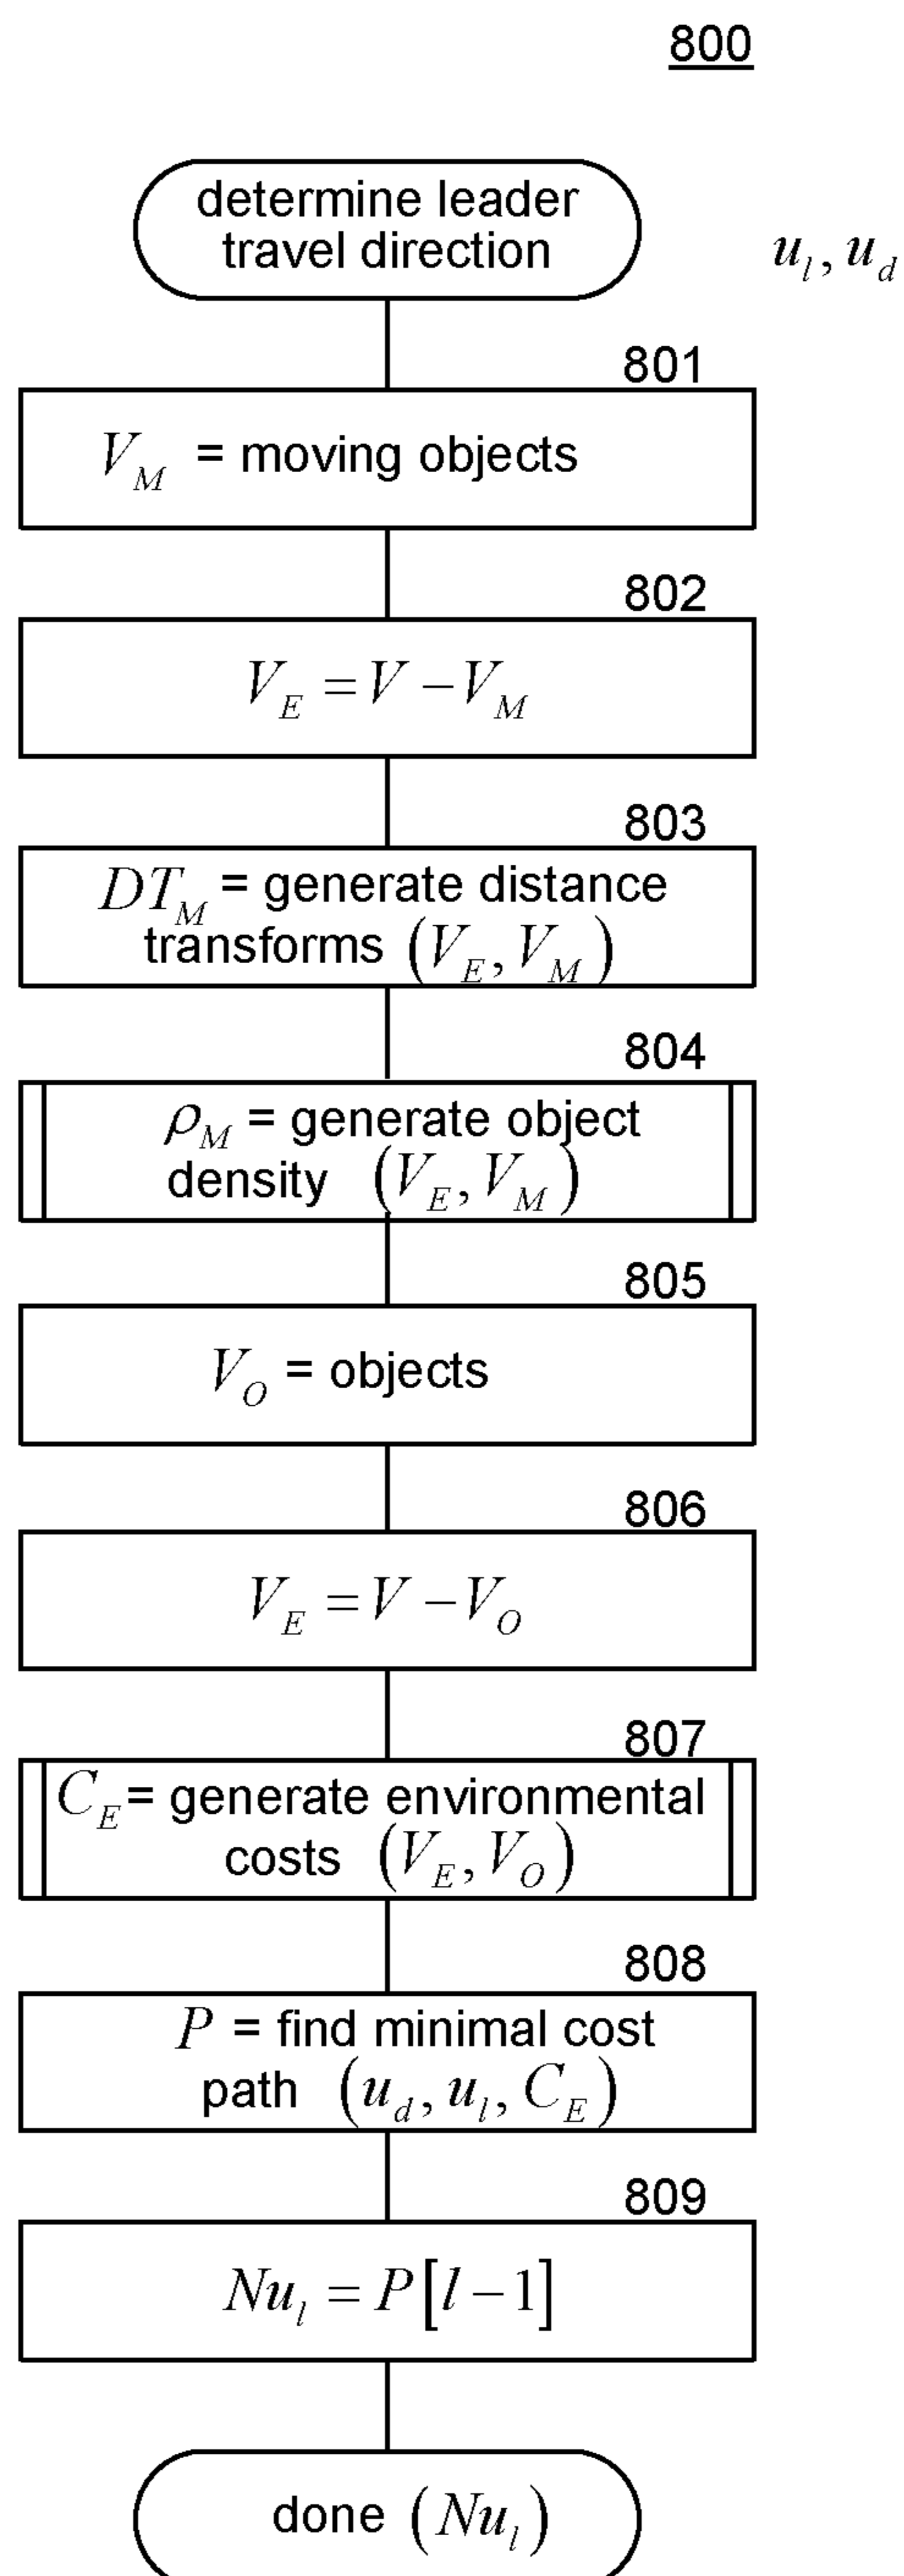 800
determine leader
travel direction
u_l, u_d
801
V_M = moving objects
802
V_E = V − V_M
803
DT_M = generate distance
transforms (V_E, V_M)
804
ρ_M = generate object
density (V_E, V_M)
805
V_O = objects
806
V_E = V − V_O
807
C_E = generate environmental
costs (V_E, V_O)
808
P = find minimal cost
path (u_d, u_l, C_E)
809
Nu_l = P[l−1]
done (Nu_l)